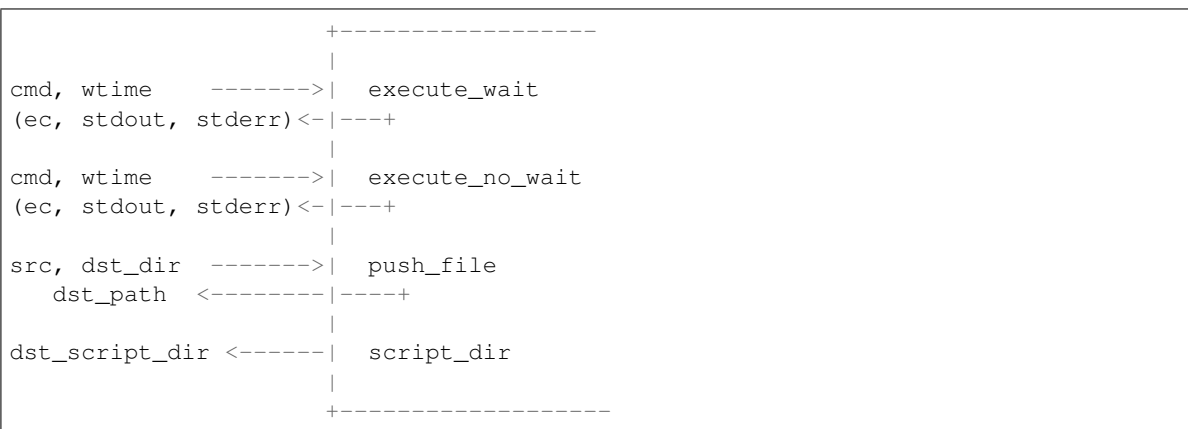 +------------------
                      |
cmd, wtime    ------->|  execute_wait
(ec, stdout, stderr)<-|---+
                      |
cmd, wtime    ------->|  execute_no_wait
(ec, stdout, stderr)<-|---+
                      |
src, dst_dir  ------->|  push_file
   dst_path  <--------|----+
                      |
dst_script_dir <------|  script_dir
                      |
                      +-------------------